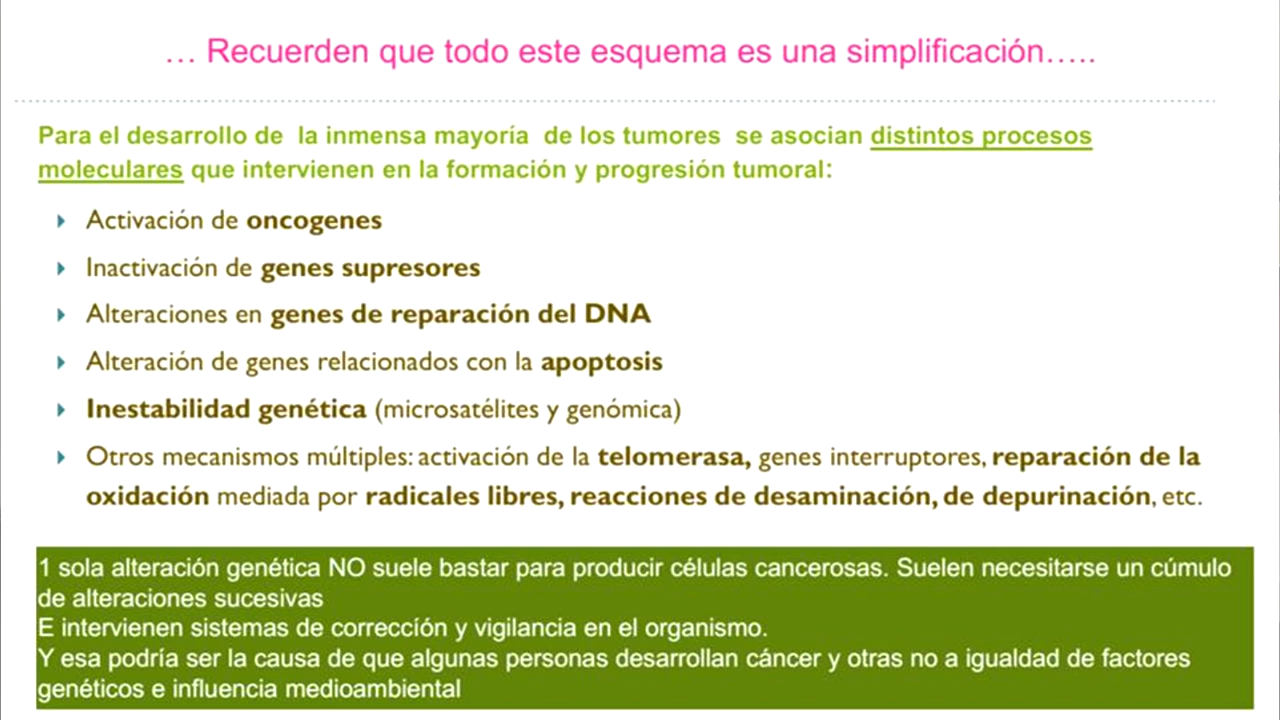 … Recuerden que todo este esquema es una simplificación…..
Para el desarrollo de la inmensa mayoría de los tumores se asocian distintos procesos
moleculares que intervienen en la formación y progresión tumoral:
Activación de oncogenes
Inactivación de genes supresores
Alteraciones en genes de reparación del DNA
Alteración de genes relacionados con la apoptosis
Inestabilidad genética (microsatélites y genómica)
Otros mecanismos múltiples: activación de la telomerasa, genes interruptores, reparación de la
oxidación mediada por radicales libres, reacciones de desaminación, de depurinación, etc.
1 sola alteración genética NO suele bastar para producir células cancerosas. Suelen necesitarse un cúmulo
de alteraciones sucesivas
E intervienen sistemas de correccíón y vigilancia en el organismo.
Y esa podría ser la causa de que algunas personas desarrollan cáncer y otras no a igualdad de factores
genéticos e influencia medioambiental